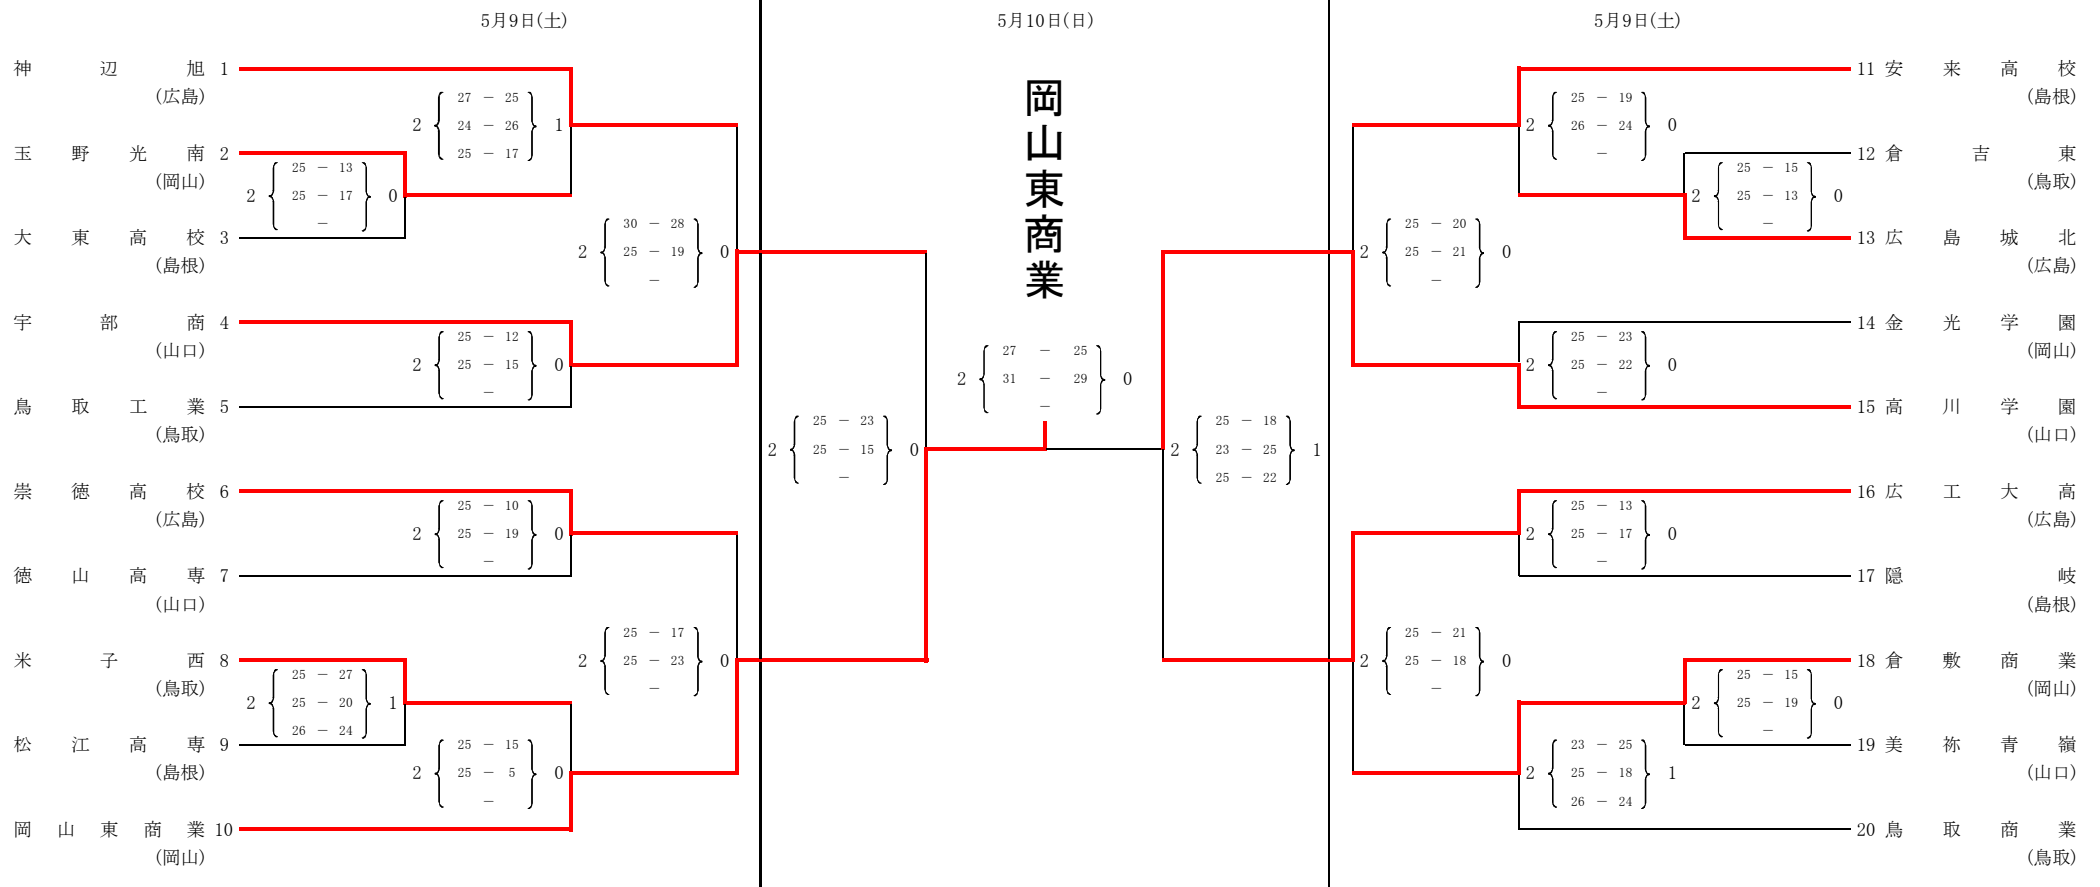 5月9日(土)
5月10日(日)
5月9日(土)
岡山東商業
神辺旭 1
(広島)
玉野光南 2
(岡山)
大東高校 3
(島根)
宇部商 4
(山口)
鳥取工業 5
(鳥取)
崇徳高校 6
(広島)
徳山高専 7
(山口)
米子西 8
(鳥取)
松江高専 9
(島根)
岡山東商業 10
(岡山)
27 － 25
2 24 － 26 1
25 － 17
25 － 13
2 25 － 17 0
－
30 － 28
2 25 － 19 0
－
25 － 12
2 25 － 15 0
－
25 － 10
2 25 － 19 0
－
25 － 17
2 25 － 23 0
－
25 － 27
2 25 － 20 1
26 － 24
25 － 15
2 25 － 5 0
－
25 － 23
2 25 － 15 0
－
27 － 25
2 31 － 29 0
－
25 － 18
2 23 － 25 1
25 － 22
25 － 19
2 26 － 24 0
－
25 － 15
2 25 － 13 0
－
25 － 20
2 25 － 21 0
－
25 － 23
2 25 － 22 0
－
25 － 13
2 25 － 17 0
－
25 － 21
2 25 － 18 0
－
25 － 15
2 25 － 19 0
－
23 － 25
2 25 － 18 1
26 － 24
11 安来高校
(島根)
12 倉吉東
(鳥取)
13 広島城北
(広島)
14 金光学園
(岡山)
15 高川学園
(山口)
16 広工大高
(広島)
17 隠岐
(島根)
18 倉敷商業
(岡山)
19 美祢青嶺
(山口)
20 鳥取商業
(鳥取)